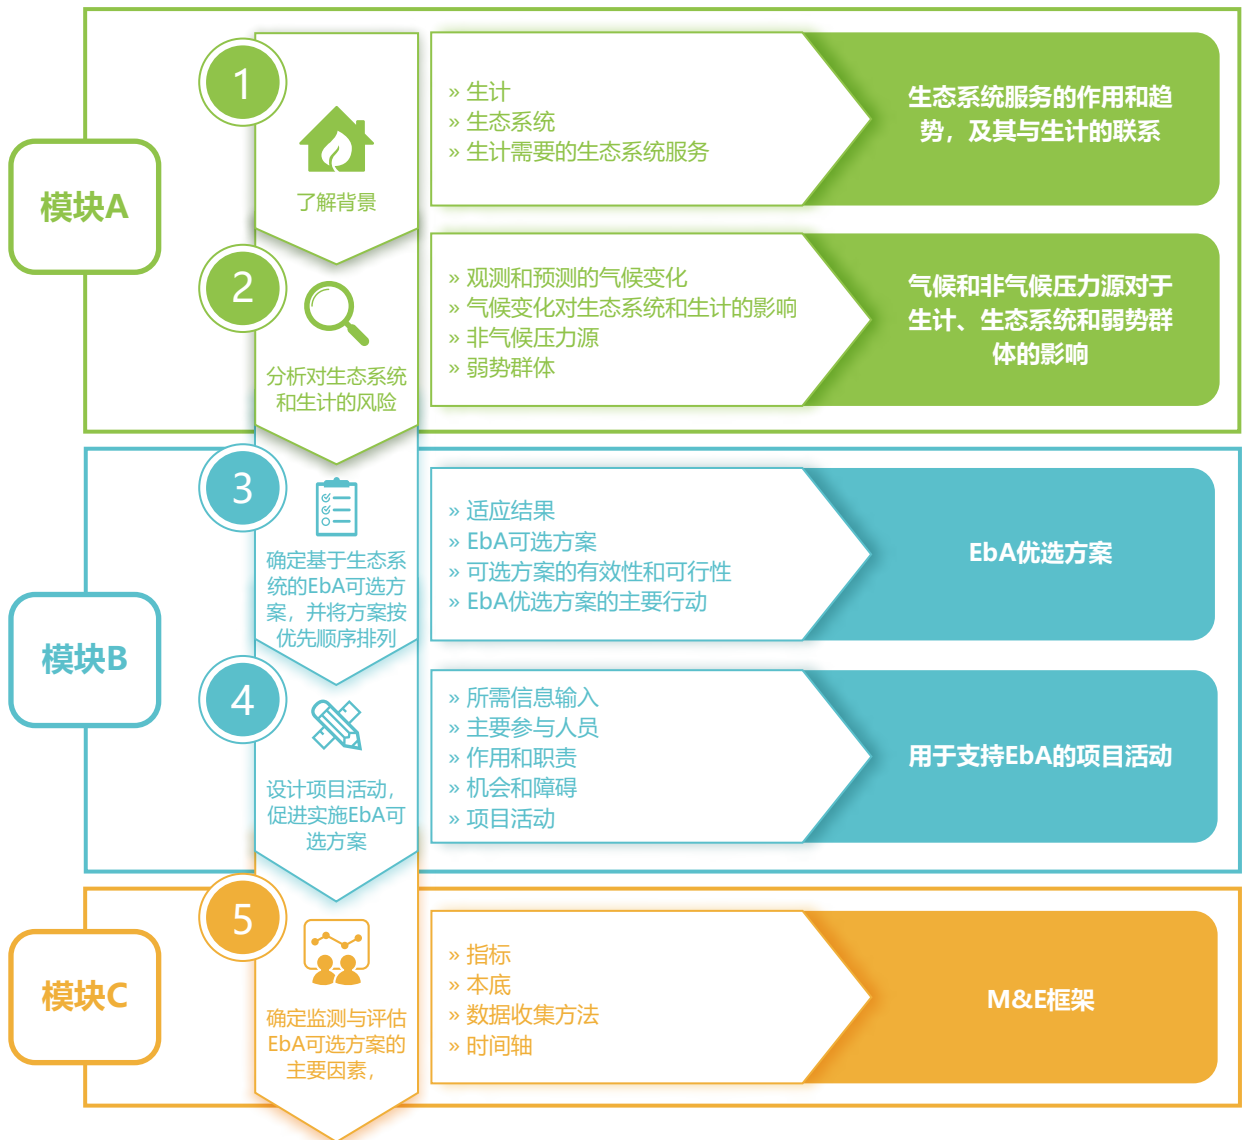 模块A
1
了解背景
» 生计
» 生态系统
» 生计需要的生态系统服务
生态系统服务的作用和趋
势，及其与生计的联系
2
分析对生态系统
和生计的风险
» 观测和预测的气候变化
» 气候变化对生态系统和生计的影响
» 非气候压力源
» 弱势群体
气候和非气候压力源对于
生计、生态系统和弱势群
体的影响
模块B
3
确定基于生态系
统的EbA可选方
案，并将方案按
优先顺序排列
» 适应结果
» EbA可选方案
» 可选方案的有效性和可行性
» EbA优选方案的主要行动
EbA优选方案
4
设计项目活动，
促进实施EbA可
选方案
» 所需信息输入
» 主要参与人员
» 作用和职责
» 机会和障碍
» 项目活动
用于支持EbA的项目活动
模块C
5
确定监测与评估
EbA可选方案的
主要因素，
» 指标
» 本底
» 数据收集方法
» 时间轴
M&E框架